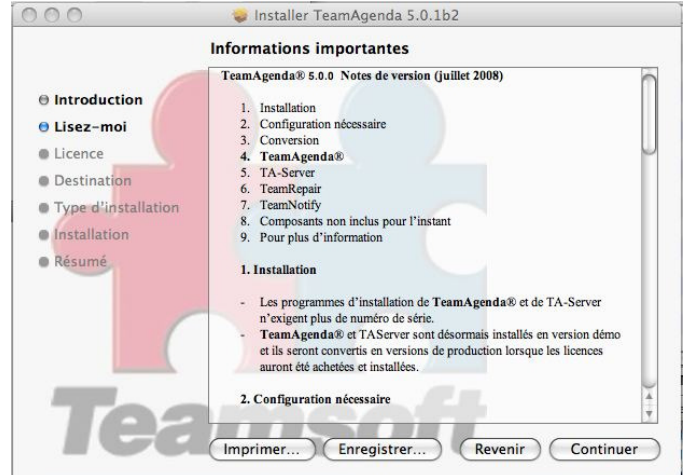 Installer TeamAgenda 5.0.1b2
Informations importantes
Introduction
Lisez-moi
Licence
Destination
Type d'installation
Installation
Résumé
TeamAgenda® 5.0.0 Notes de version (juillet 2008)
1. Installation
2. Configuration nécessaire
3. Conversion
4. TeamAgenda®
5. TA-Server
6. TeamRepair
7. TeamNotify
8. Composants non inclus pour l'instant
9. Pour plus d'information
1. Installation
- Les programmes d'installation de TeamAgenda® et de TA-Server
n'exigent plus de numéro de série.
- TeamAgenda® et TAServer sont désormais installés en version démo
et ils seront convertis en versions de production lorsque les licences
auront été achetées et installées.
2. Configuration nécessaire
Teamsoft
Imprimer... Enregistrer... Revenir Continuer